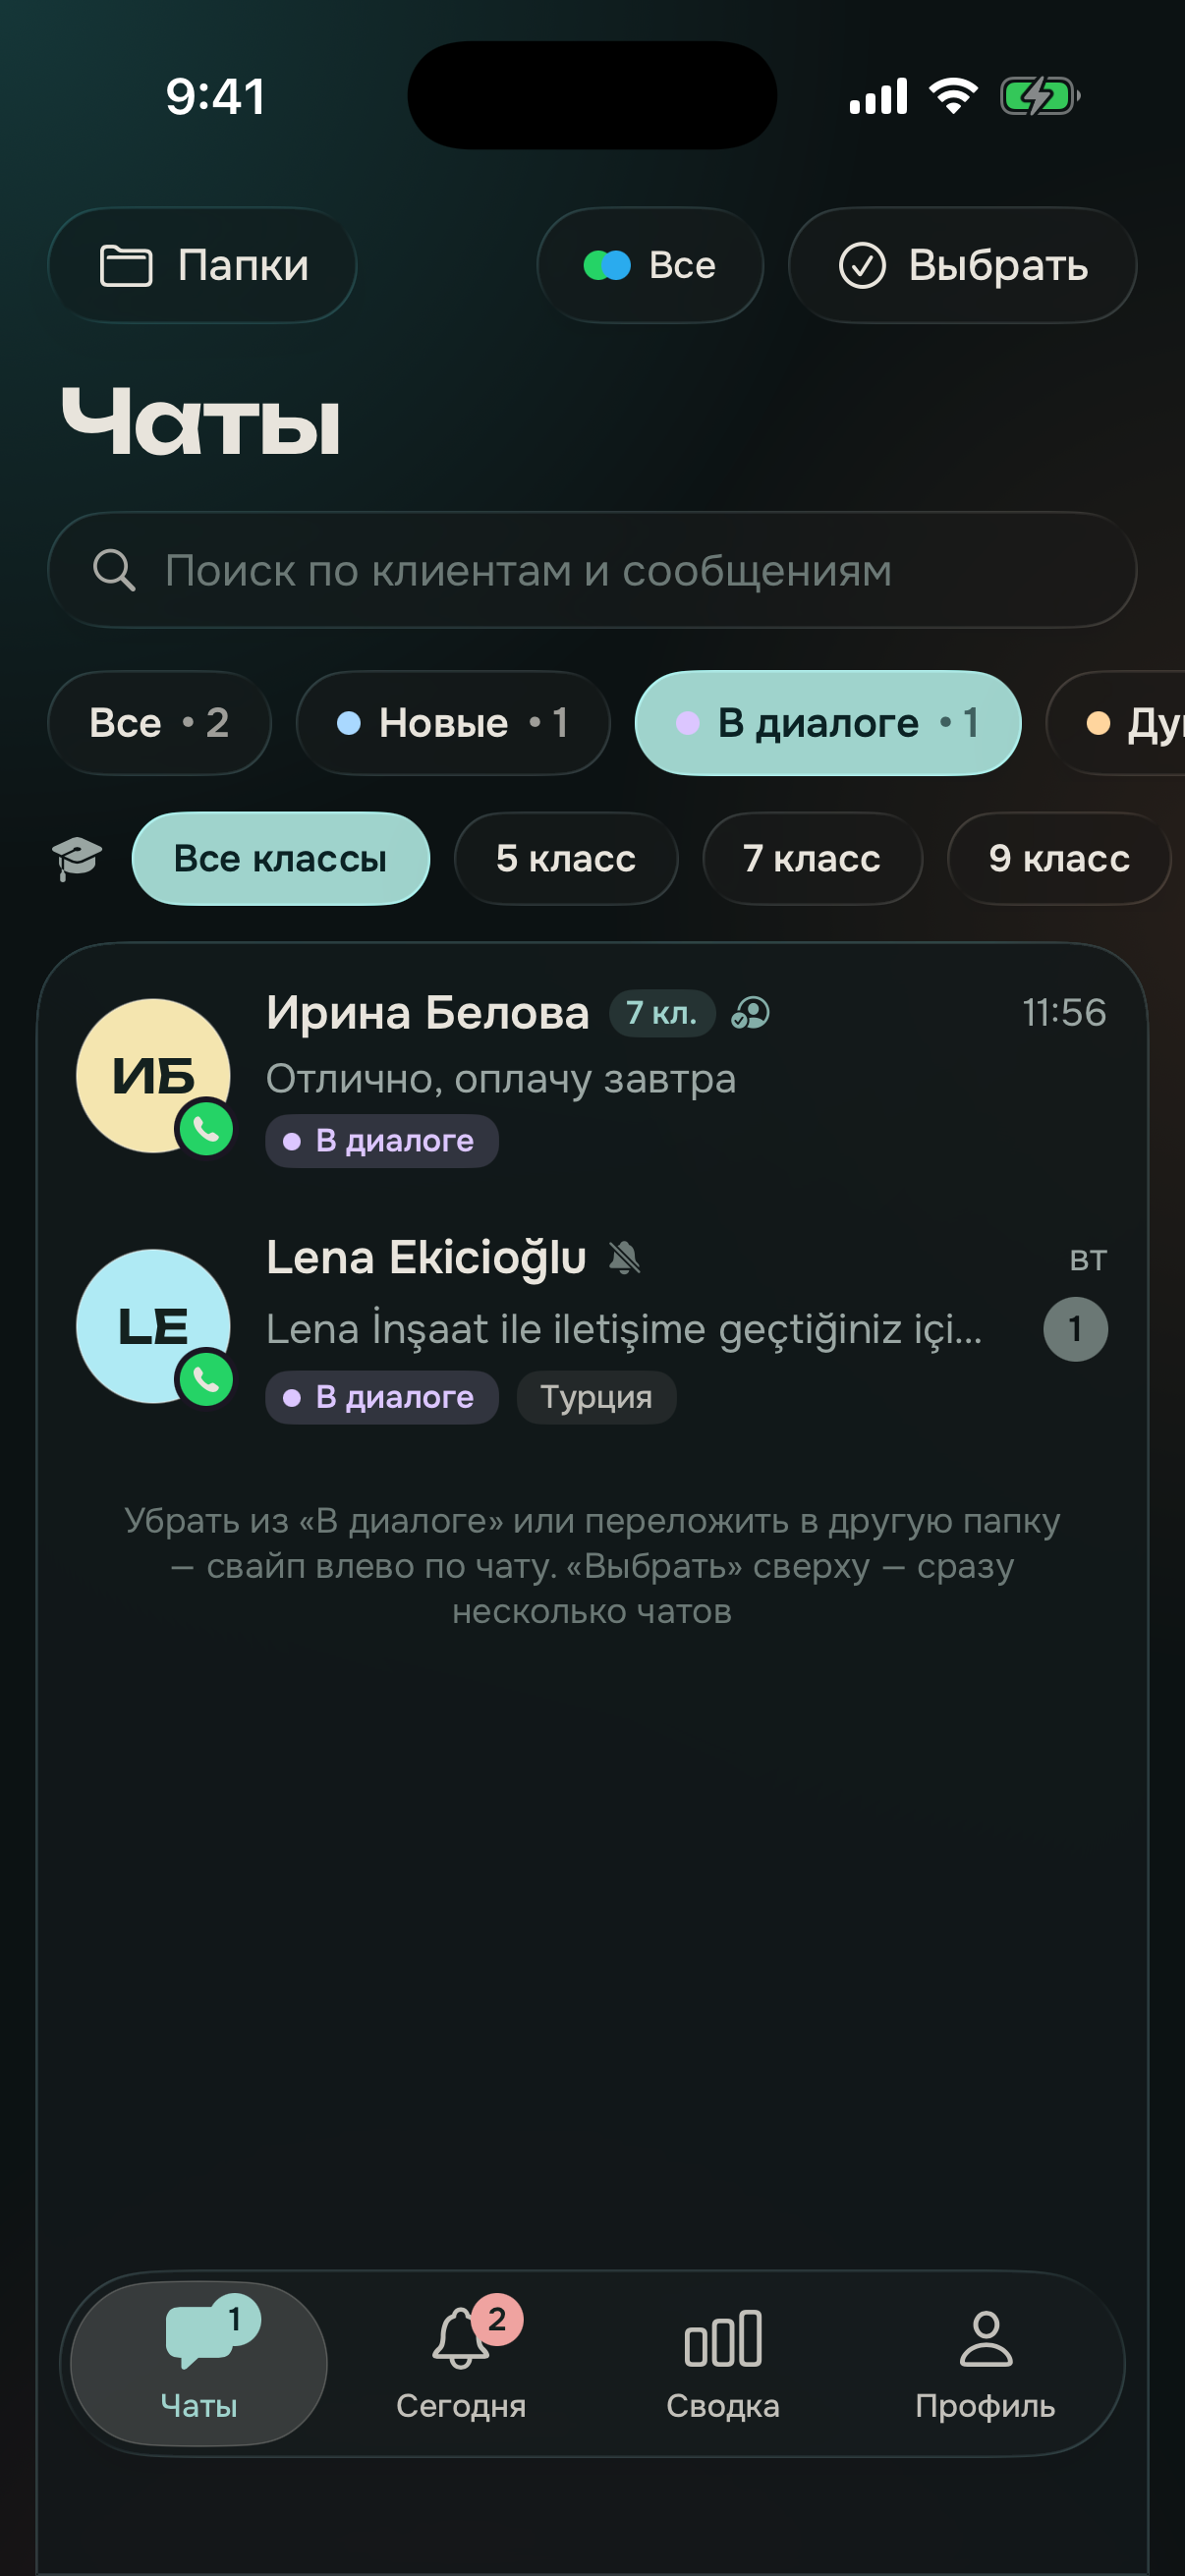 9:41
Папки
Все
Выбрать
Чаты
Поиск по клиентам и сообщениям
Все • 2
Новые • 1
В диалоге • 1
Все классы
5 класс
7 класс
9 класс
Ирина Белова 7 кл. 11:56
ИБ
Отлично, оплачу завтра
В диалоге
Lena Ekicioğlu вт
LE
Lena İnşaat ile iletişime geçtiğiniz içi... 1
В диалоге Турция
Убрать из «В диалоге» или переложить в другую папку
— свайп влево по чату. «Выбрать» сверху — сразу
несколько чатов
1
2
Чаты
Сегодня
Сводка
Профиль